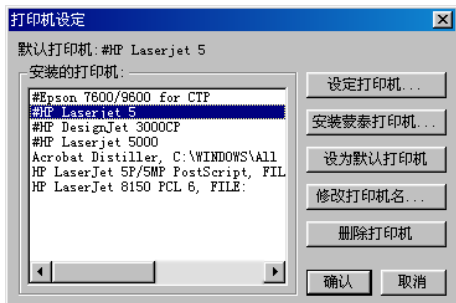 打印机设定
默认打印机:#HP Laserjet 5
安装的打印机:
#Epson 7600/9600 for CTP
#HP Laserjet 5
#HP DesignJet 3000CP
#HP Laserjet 5000
Acrobat Distiller, C:\WINDOWS\All
HP LaserJet 5P/5MP PostScript, FIL
HP LaserJet 8150 PCL 6, FILE:
设定打印机...
安装蒙泰打印机...
设为默认打印机
修改打印机名...
删除打印机
确认
取消